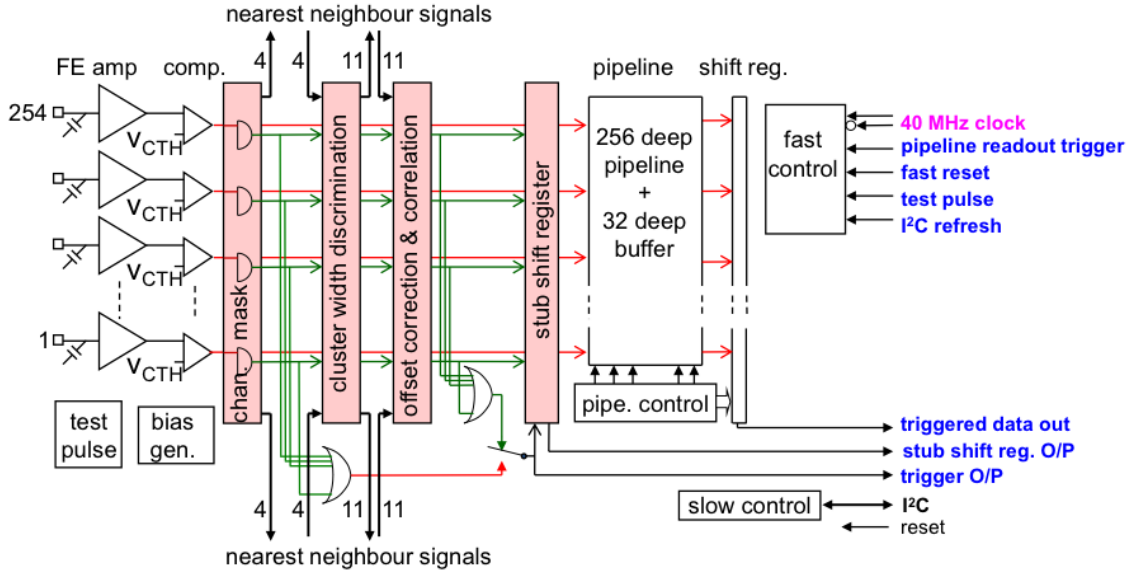 nearest neighbour signals
4 4 11 11
FE amp comp. pipeline shift reg.
254
VCTH
VCTH
VCTH
1
VCTH
chan. mask
cluster width discrimination
offset correction & correlation
stub shift register
256 deep
pipeline
+
32 deep
buffer
fast
control
40 MHz clock
pipeline readout trigger
fast reset
test pulse
I²C refresh
pipe. control
test
pulse
bias
gen.
triggered data out
stub shift reg. O/P
trigger O/P
slow control
I²C
reset
4 4 11 11
nearest neighbour signals